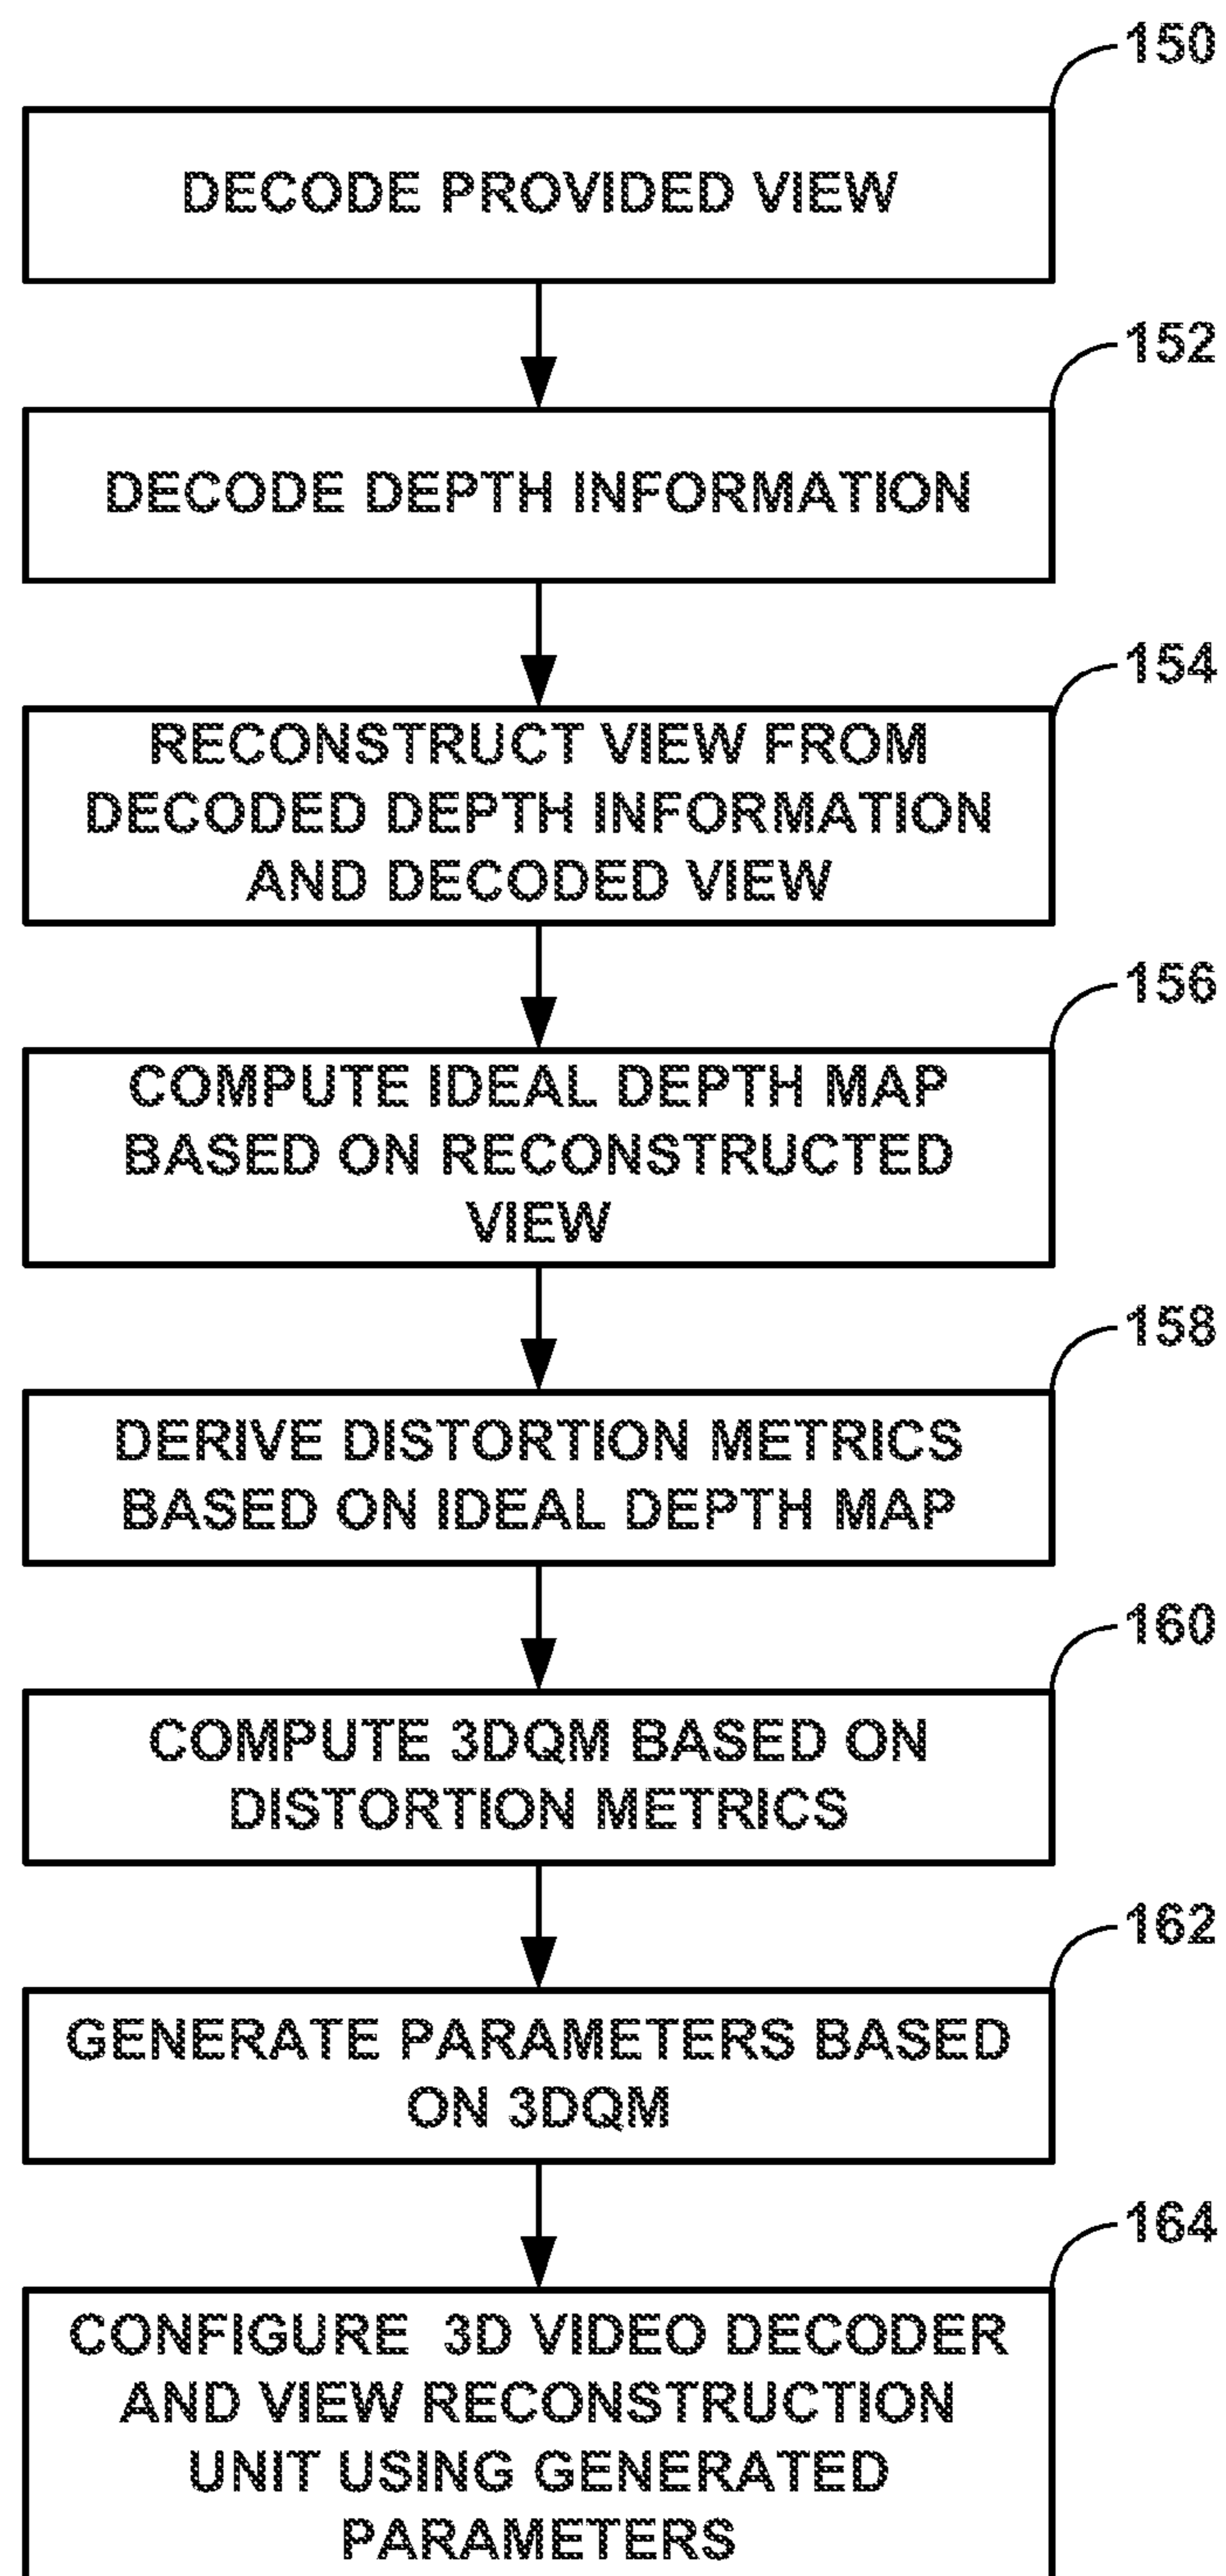 150
DECODE PROVIDED VIEW
152
DECODE DEPTH INFORMATION
154
RECONSTRUCT VIEW FROM
DECODED DEPTH INFORMATION
AND DECODED VIEW
156
COMPUTE IDEAL DEPTH MAP
BASED ON RECONSTRUCTED
VIEW
158
DERIVE DISTORTION METRICS
BASED ON IDEAL DEPTH MAP
160
COMPUTE 3DQM BASED ON
DISTORTION METRICS
162
GENERATE PARAMETERS BASED
ON 3DQM
164
CONFIGURE 3D VIDEO DECODER
AND VIEW RECONSTRUCTION
UNIT USING GENERATED
PARAMETERS